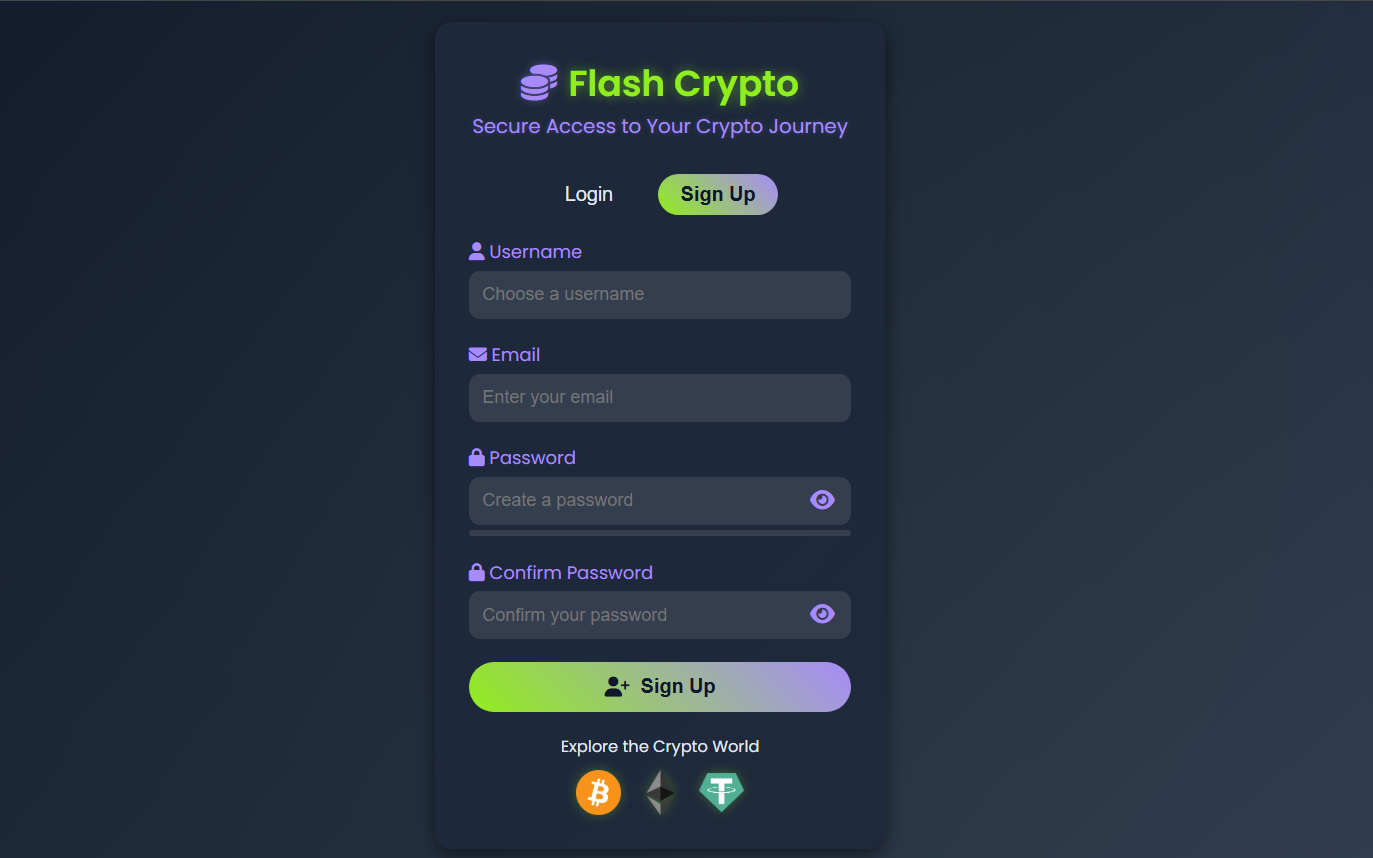 Flash Crypto
Secure Access to Your Crypto Journey
Login
Sign Up
Username
Choose a username
Email
Enter your email
Password
Create a password
Confirm Password
Confirm your password
Sign Up
Explore the Crypto World